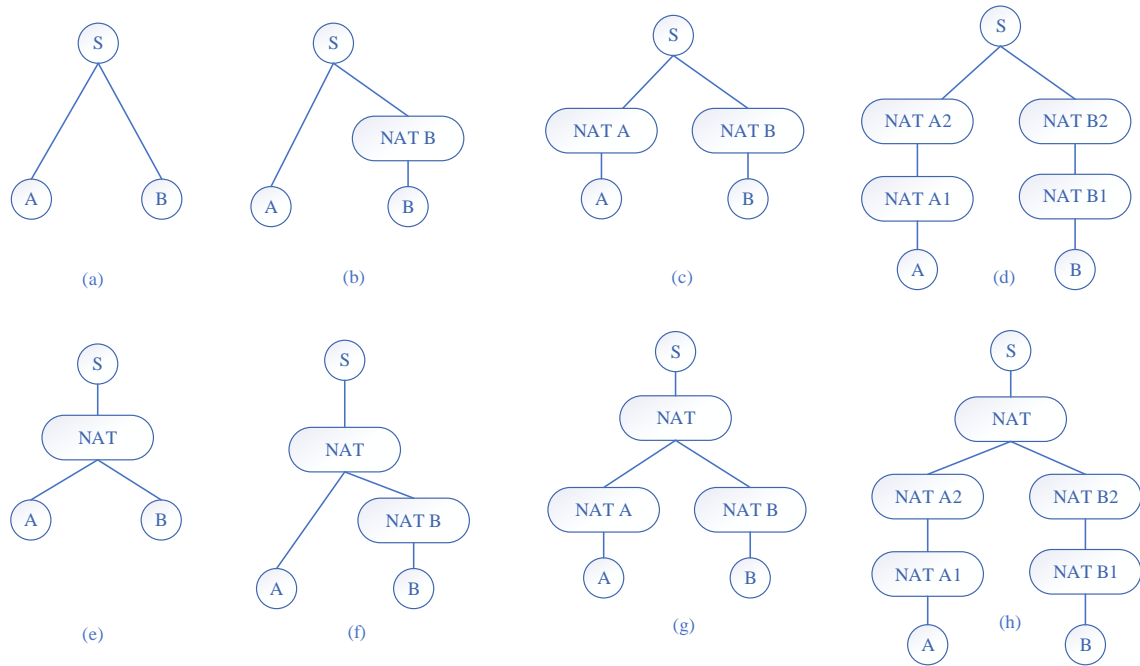 S
A
B
(a)
S
NAT B
A
B
(b)
S
NAT A
NAT B
A
B
(c)
S
NAT A2
NAT B2
NAT A1
NAT B1
A
B
(d)
S
NAT
A
B
(e)
S
NAT
NAT B
A
B
(f)
S
NAT
NAT A
NAT B
A
B
(g)
S
NAT
NAT A2
NAT B2
NAT A1
NAT B1
A
B
(h)